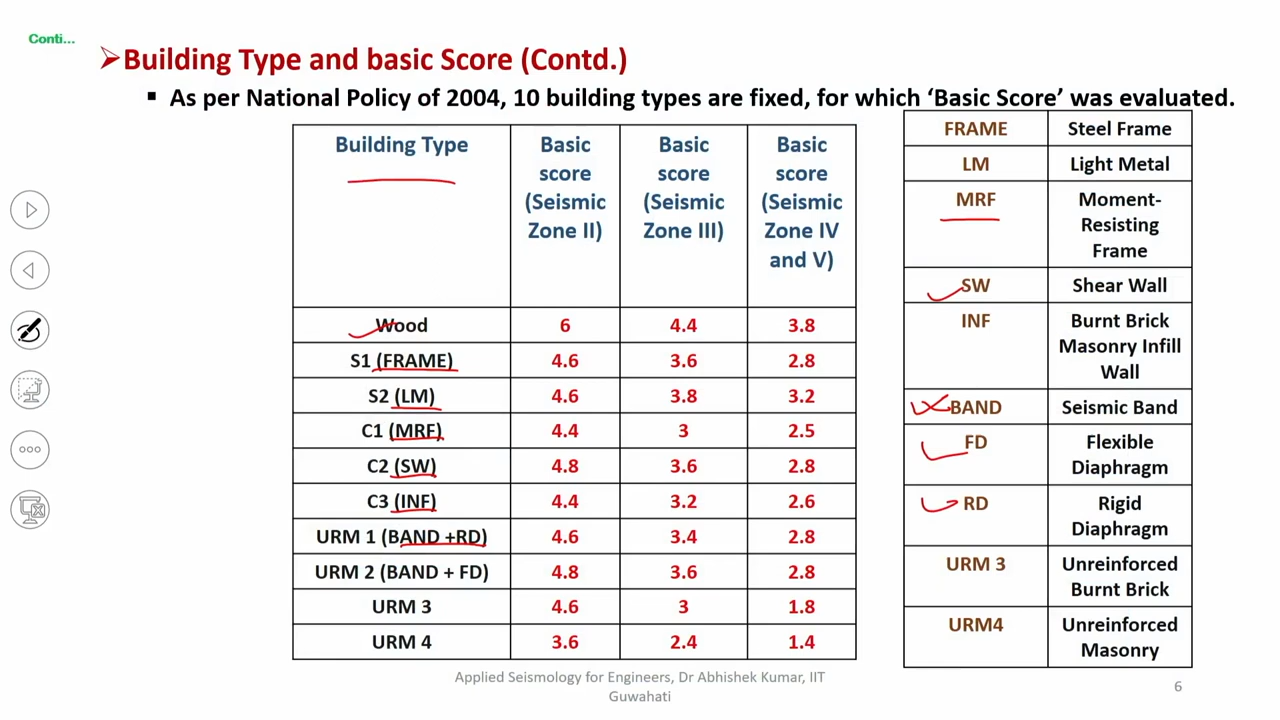 Conti...
➢Building Type and basic Score (Contd.)
▪ As per National Policy of 2004, 10 building types are fixed, for which ‘Basic Score’ was evaluated.
Building Type
Basic
score
(Seismic
Zone II)
Basic
score
(Seismic
Zone III)
Basic
score
(Seismic
Zone IV
and V)
Wood 6 4.4 3.8
S1 (FRAME) 4.6 3.6 2.8
S2 (LM) 4.6 3.8 3.2
C1 (MRF) 4.4 3 2.5
C2 (SW) 4.8 3.6 2.8
C3 (INF) 4.4 3.2 2.6
URM 1 (BAND +RD) 4.6 3.4 2.8
URM 2 (BAND + FD) 4.8 3.6 2.8
URM 3 4.6 3 1.8
URM 4 3.6 2.4 1.4
FRAME Steel Frame
LM Light Metal
MRF Moment-
Resisting
Frame
SW Shear Wall
INF Burnt Brick
Masonry Infill
Wall
BAND Seismic Band
FD Flexible
Diaphragm
RD Rigid
Diaphragm
URM 3 Unreinforced
Burnt Brick
URM4 Unreinforced
Masonry
Applied Seismology for Engineers, Dr Abhishek Kumar, IIT
Guwahati
6